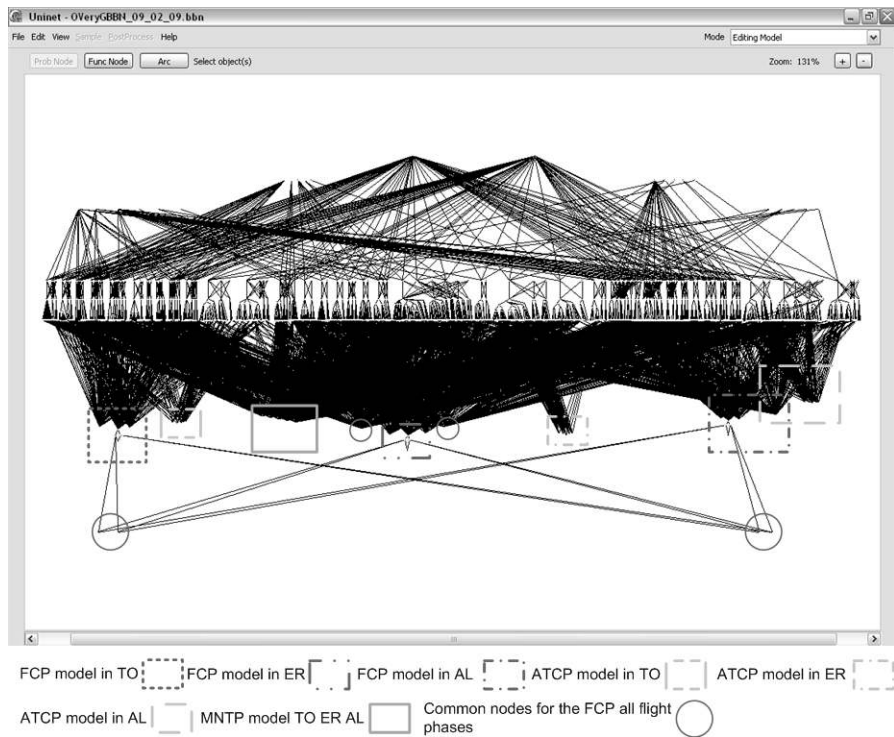 Uninet - OVeryGBBN_09_02_09.bbn
File Edit View Sample PostProcess Help Mode Editing Model
Prob Node Func Node Arc Select object(s) Zoom: 131% + -
FCP model in TO FCP model in ER FCP model in AL ATCP model in TO ATCP model in ER
ATCP model in AL MNTP model TO ER AL Common nodes for the FCP all flight
phases